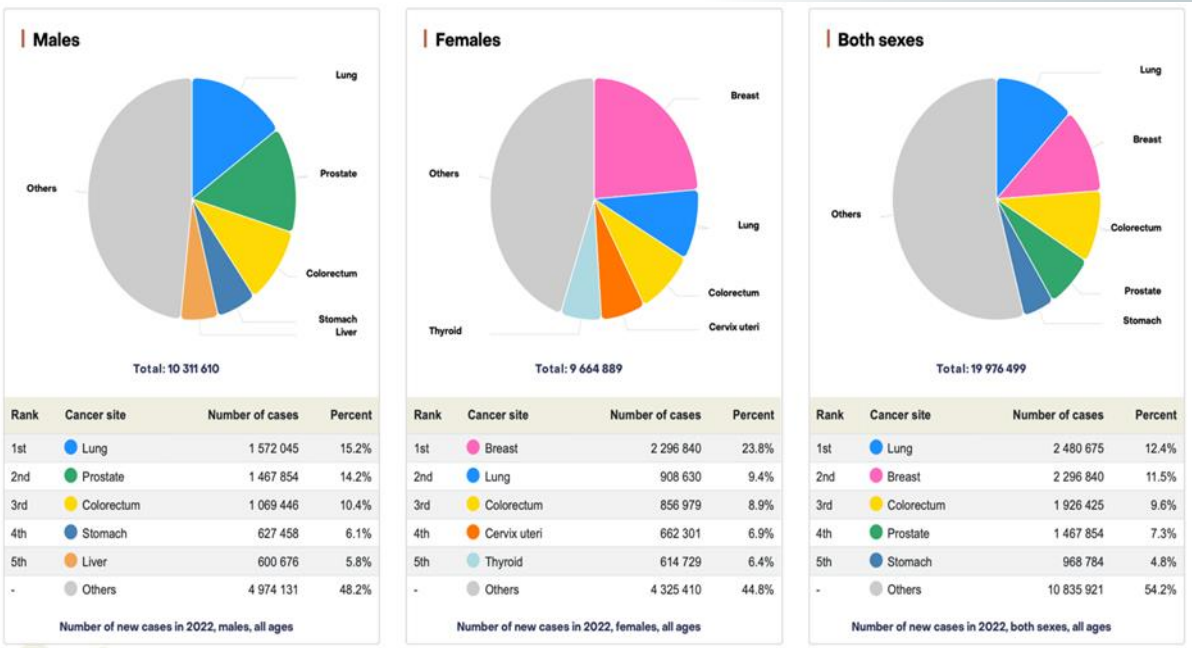 Males
Lung
Prostate
Others
Colorectum
Stomach
Liver
Total: 10 311 610
Rank Cancer site Number of cases Percent
1st Lung 1 572 045 15.2%
2nd Prostate 1 467 854 14.2%
3rd Colorectum 1 069 446 10.4%
4th Stomach 627 458 6.1%
5th Liver 600 676 5.8%
- Others 4 974 131 48.2%
Number of new cases in 2022, males, all ages
Females
Breast
Others
Lung
Colorectum
Cervix uteri
Thyroid
Total: 9 664 889
Rank Cancer site Number of cases Percent
1st Breast 2 296 840 23.8%
2nd Lung 908 630 9.4%
3rd Colorectum 856 979 8.9%
4th Cervix uteri 662 301 6.9%
5th Thyroid 614 729 6.4%
- Others 4 325 410 44.8%
Number of new cases in 2022, females, all ages
Both sexes
Lung
Breast
Others
Colorectum
Prostate
Stomach
Total: 19 976 499
Rank Cancer site Number of cases Percent
1st Lung 2 480 675 12.4%
2nd Breast 2 296 840 11.5%
3rd Colorectum 1 926 425 9.6%
4th Prostate 1 467 854 7.3%
5th Stomach 968 784 4.8%
- Others 10 835 921 54.2%
Number of new cases in 2022, both sexes, all ages